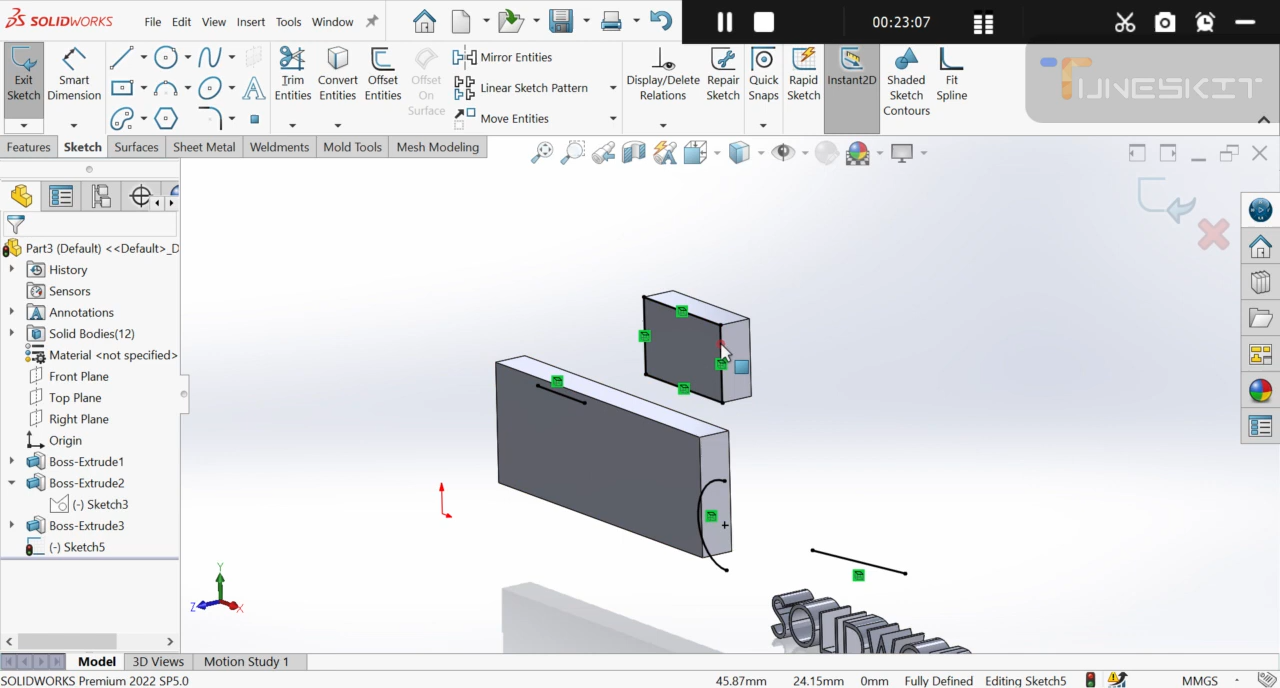 SOLIDWORKS File Edit View Insert Tools Window
00:23:07
Exit Sketch
Smart Dimension
Trim Entities
Convert Entities
Offset Entities
Offset On Surface
Mirror Entities
Linear Sketch Pattern
Move Entities
Display/Delete Relations
Repair Sketch
Quick Snaps
Rapid Sketch
Instant2D
Shaded Sketch Contours
Fit Spline
TUNESKIT
Features Sketch Surfaces Sheet Metal Weldments Mold Tools Mesh Modeling
Part3 (Default) <<Default>_D
History
Sensors
Annotations
Solid Bodies(12)
Material <not specified>
Front Plane
Top Plane
Right Plane
Origin
Boss-Extrude1
Boss-Extrude2
(-) Sketch3
Boss-Extrude3
(-) Sketch5
Y
Z X
SOLIDW
Model 3D Views Motion Study 1
SOLIDWORKS Premium 2022 SP5.0 45.87mm 24.15mm 0mm Fully Defined Editing Sketch5 MMGS